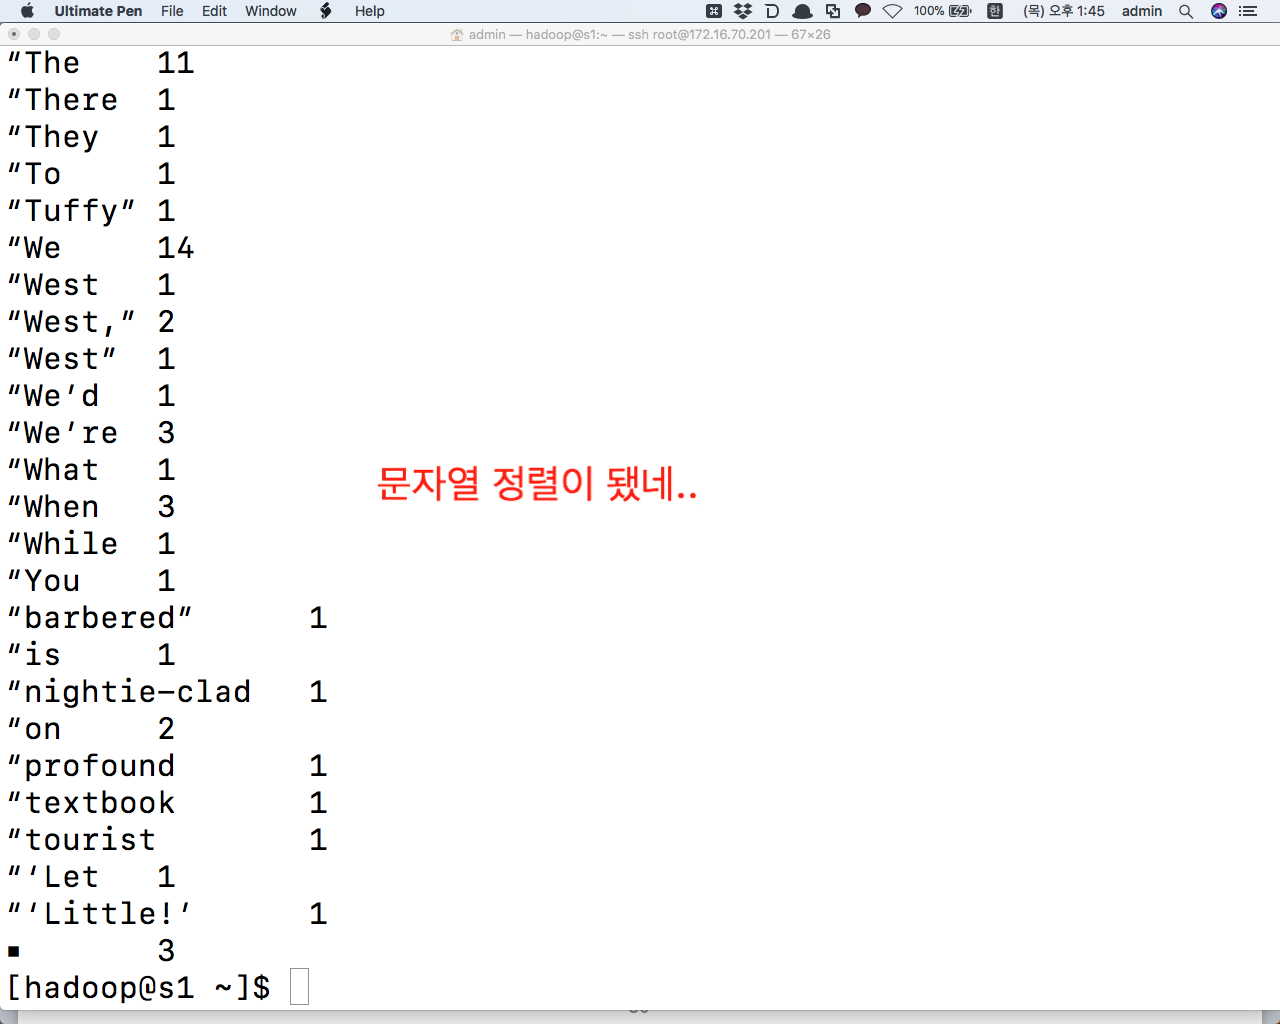 Ultimate Pen File Edit Window Help 100% 한 (목) 오후 1:45 admin
admin — hadoop@s1:~ — ssh root@172.16.70.201 — 67×26
“The 11
“There 1
“They 1
“To 1
“Tuffy” 1
“We 14
“West 1
“West,” 2
“West” 1
“We’d 1
“We’re 3
“What 1
문자열 정렬이 됐네..
“When 3
“While 1
“You 1
“barbered” 1
“is 1
“nightie-clad 1
“on 2
“profound 1
“textbook 1
“tourist 1
“‘Let 1
“‘Little!’ 1
▪ 3
[hadoop@s1 ~]$